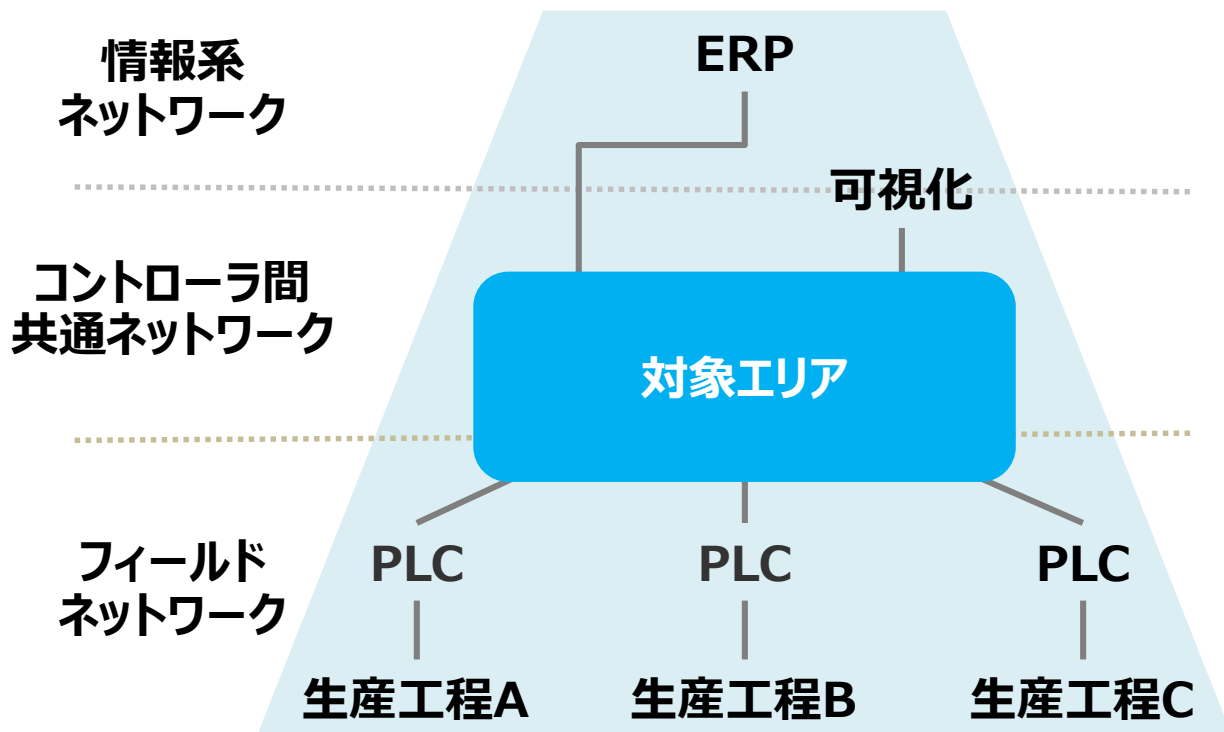 情報系
ネットワーク
ERP
可視化
コントローラ間
共通ネットワーク
対象エリア
フィールド
ネットワーク
PLC
PLC
PLC
生産工程A
生産工程B
生産工程C